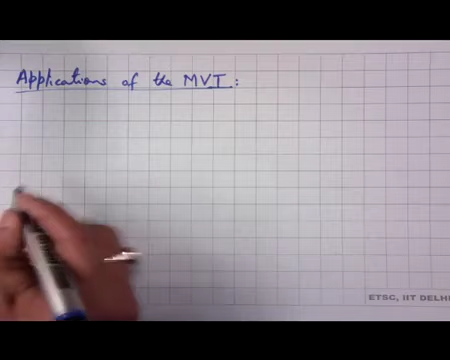 Applications of the MVT :
ETSC, IIT DELHI